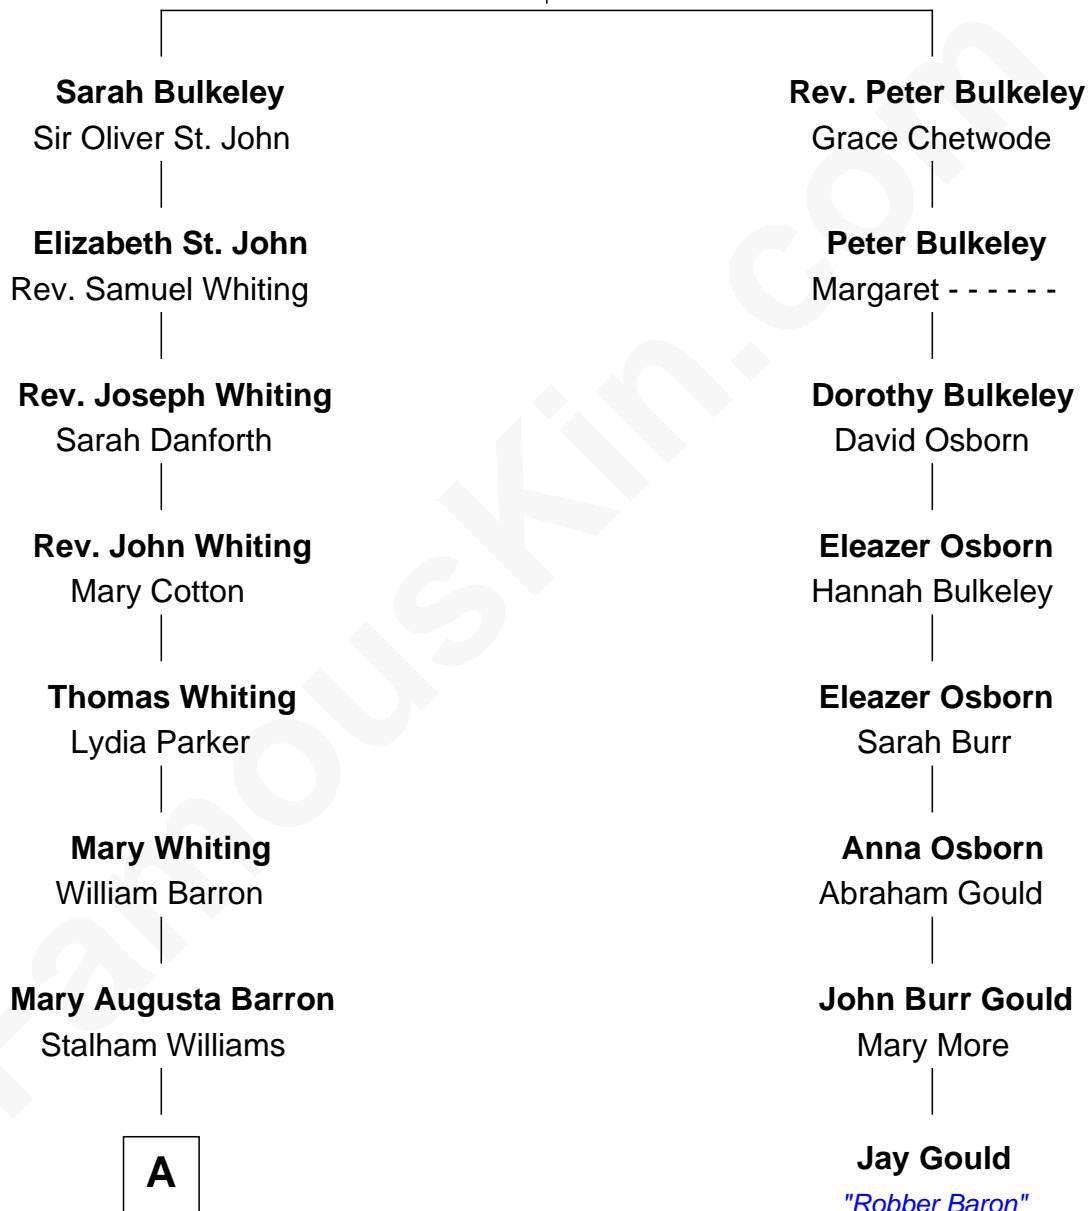 Sarah Bulkeley
Sir Oliver St. John
Rev. Peter Bulkeley
Grace Chetwode
Elizabeth St. John
Rev. Samuel Whiting
Peter Bulkeley
Margaret - - - - - -
Rev. Joseph Whiting
Sarah Danforth
Dorothy Bulkeley
David Osborn
Rev. John Whiting
Mary Cotton
Eleazer Osborn
Hannah Bulkeley
Thomas Whiting
Lydia Parker
Eleazer Osborn
Sarah Burr
Mary Whiting
William Barron
Anna Osborn
Abraham Gould
Mary Augusta Barron
Stalham Williams
John Burr Gould
Mary More
A
Jay Gould
"Robber Baron"
FamousKin.com